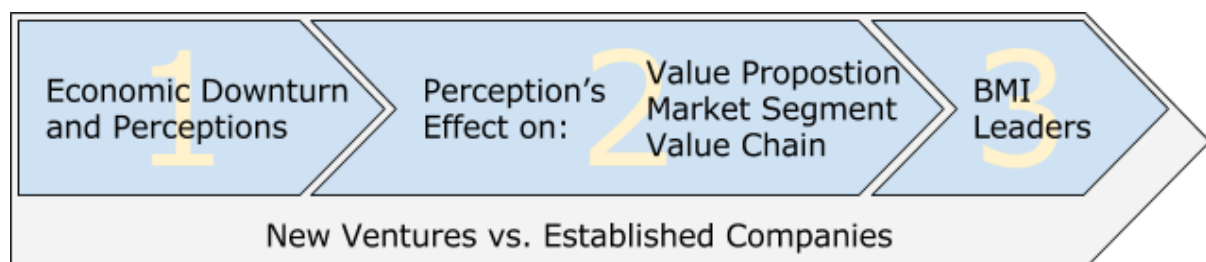 1
Economic Downturn
and Perceptions
2
Perception's
Effect on:
Value Propostion
Market Segment
Value Chain
3
BMI
Leaders
New Ventures vs. Established Companies